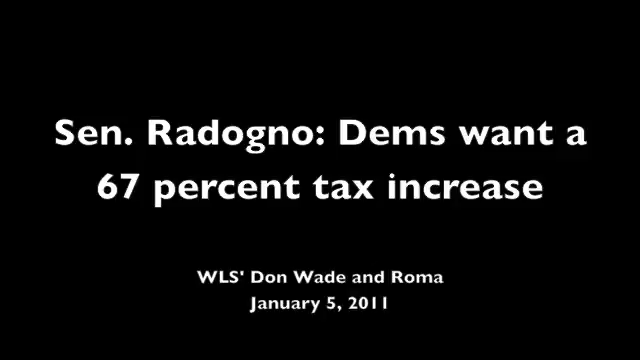 Sen. Radogno: Dems want a
67 percent tax increase
WLS' Don Wade and Roma
January 5, 2011